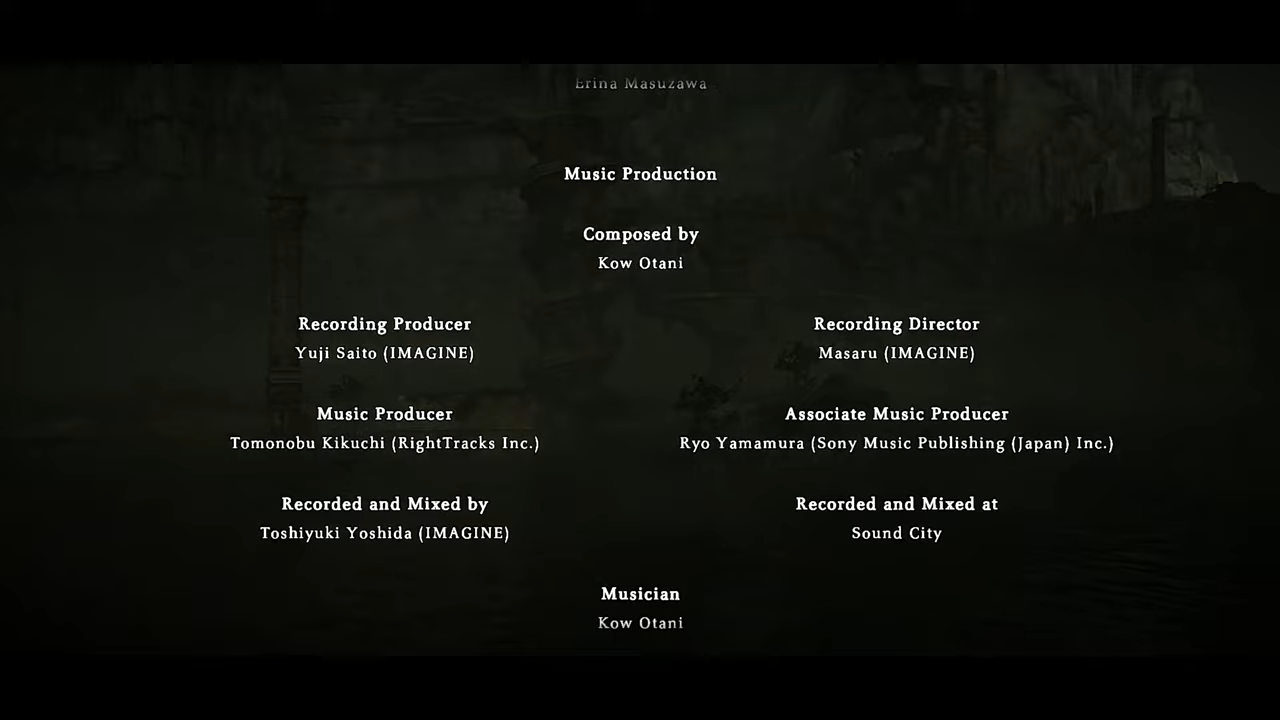 Erina Masuzawa
Music Production
Composed by
Kow Otani
Recording Producer
Yuji Saito (IMAGINE)
Recording Director
Masaru (IMAGINE)
Music Producer
Tomonobu Kikuchi (RightTracks Inc.)
Associate Music Producer
Ryo Yamamura (Sony Music Publishing (Japan) Inc.)
Recorded and Mixed by
Toshiyuki Yoshida (IMAGINE)
Recorded and Mixed at
Sound City
Musician
Kow Otani